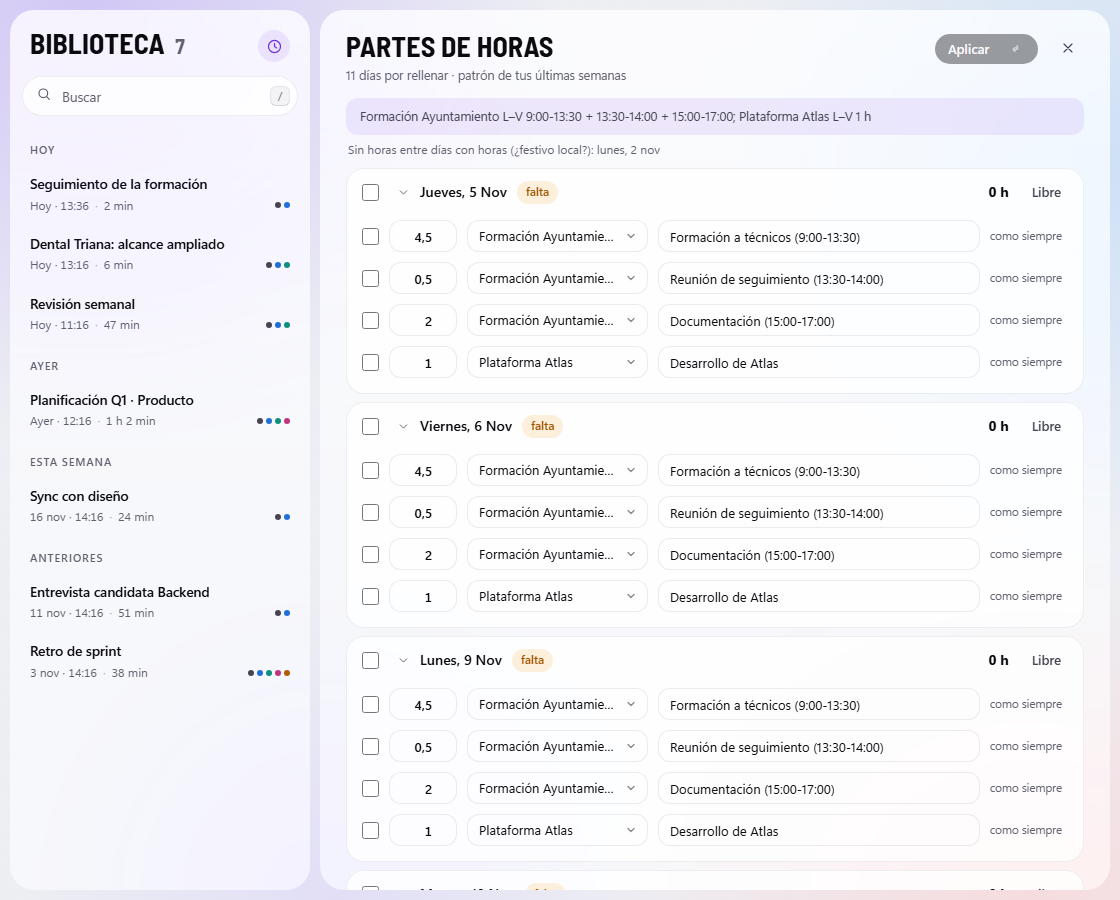 BIBLIOTECA 7
Buscar /
HOY
Seguimiento de la formación
Hoy · 13:36 · 2 min
Dental Triana: alcance ampliado
Hoy · 13:16 · 6 min
Revisión semanal
Hoy · 11:16 · 47 min
AYER
Planificación Q1 · Producto
Ayer · 12:16 · 1 h 2 min
ESTA SEMANA
Sync con diseño
16 nov · 14:16 · 24 min
ANTERIORES
Entrevista candidata Backend
11 nov · 14:16 · 51 min
Retro de sprint
3 nov · 14:16 · 38 min
PARTES DE HORAS
Aplicar
11 días por rellenar · patrón de tus últimas semanas
Formación Ayuntamiento L–V 9:00-13:30 + 13:30-14:00 + 15:00-17:00; Plataforma Atlas L–V 1 h
Sin horas entre días con horas (¿festivo local?): lunes, 2 nov
Jueves, 5 Nov falta 0 h Libre
4,5 Formación Ayuntamie... Formación a técnicos (9:00-13:30) como siempre
0,5 Formación Ayuntamie... Reunión de seguimiento (13:30-14:00) como siempre
2 Formación Ayuntamie... Documentación (15:00-17:00) como siempre
1 Plataforma Atlas Desarrollo de Atlas como siempre
Viernes, 6 Nov falta 0 h Libre
4,5 Formación Ayuntamie... Formación a técnicos (9:00-13:30) como siempre
0,5 Formación Ayuntamie... Reunión de seguimiento (13:30-14:00) como siempre
2 Formación Ayuntamie... Documentación (15:00-17:00) como siempre
1 Plataforma Atlas Desarrollo de Atlas como siempre
Lunes, 9 Nov falta 0 h Libre
4,5 Formación Ayuntamie... Formación a técnicos (9:00-13:30) como siempre
0,5 Formación Ayuntamie... Reunión de seguimiento (13:30-14:00) como siempre
2 Formación Ayuntamie... Documentación (15:00-17:00) como siempre
1 Plataforma Atlas Desarrollo de Atlas como siempre